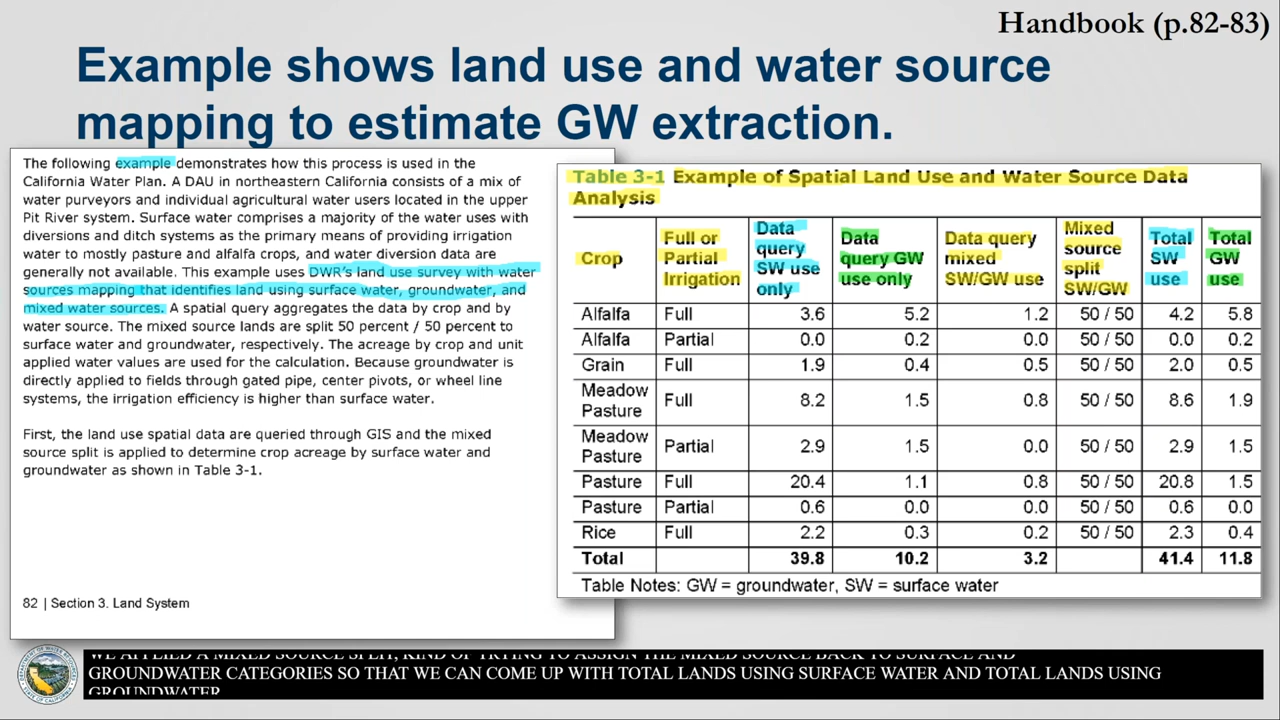 Handbook (p.82-83)
Example shows land use and water source
mapping to estimate GW extraction.
The following example demonstrates how this process is used in the
California Water Plan. A DAU in northeastern California consists of a mix of
water purveyors and individual agricultural water users located in the upper
Pit River system. Surface water comprises a majority of the water uses with
diversions and ditch systems as the primary means of providing irrigation
water to mostly pasture and alfalfa crops, and water diversion data are
generally not available. This example uses DWR's land use survey with water
sources mapping that identifies land using surface water, groundwater, and
mixed water sources. A spatial query aggregates the data by crop and by
water source. The mixed source lands are split 50 percent / 50 percent to
surface water and groundwater, respectively. The acreage by crop and unit
applied water values are used for the calculation. Because groundwater is
directly applied to fields through gated pipe, center pivots, or wheel line
systems, the irrigation efficiency is higher than surface water.
First, the land use spatial data are queried through GIS and the mixed
source split is applied to determine crop acreage by surface water and
groundwater as shown in Table 3-1.
82 | Section 3. Land System
Table 3-1 Example of Spatial Land Use and Water Source Data
Analysis
Crop Full or Partial Irrigation Data query SW use only Data query GW use only Data query mixed SW/GW use Mixed source split SW/GW Total SW use Total GW use
Alfalfa Full 3.6 5.2 1.2 50 / 50 4.2 5.8
Alfalfa Partial 0.0 0.2 0.0 50 / 50 0.0 0.2
Grain Full 1.9 0.4 0.5 50 / 50 2.0 0.5
Meadow Pasture Full 8.2 1.5 0.8 50 / 50 8.6 1.9
Meadow Pasture Partial 2.9 1.5 0.0 50 / 50 2.9 1.5
Pasture Full 20.4 1.1 0.8 50 / 50 20.8 1.5
Pasture Partial 0.6 0.0 0.0 50 / 50 0.6 0.0
Rice Full 2.2 0.3 0.2 50 / 50 2.3 0.4
Total 39.8 10.2 3.2 41.4 11.8
Table Notes: GW = groundwater, SW = surface water
WE APPLIED A MIXED SOURCE SPLIT, KIND OF TRYING TO ASSIGN THE MIXED SOURCE BACK TO SURFACE AND
GROUNDWATER CATEGORIES SO THAT WE CAN COME UP WITH TOTAL LANDS USING SURFACE WATER AND TOTAL LANDS USING
GROUNDWATER